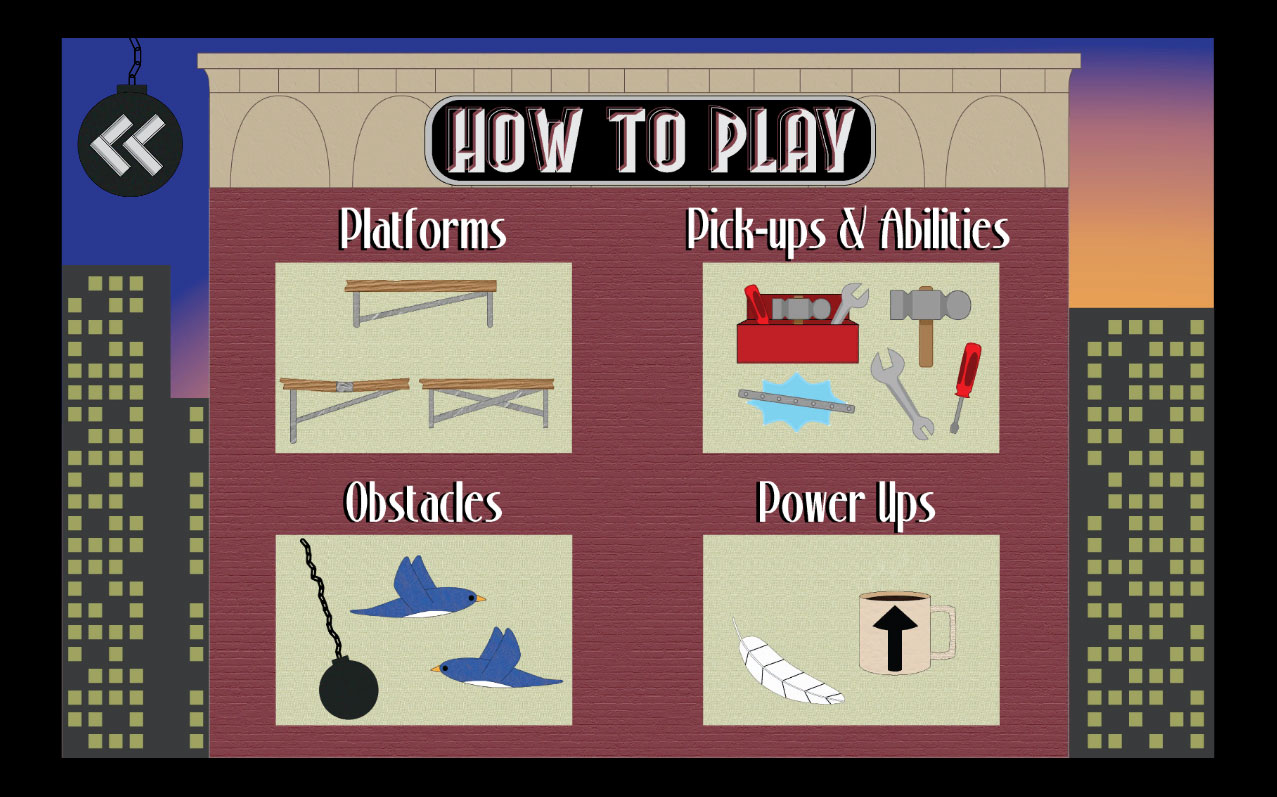 HOW TO PLAY
Platforms
Pick-ups & Abilities
Obstacles
Power Ups